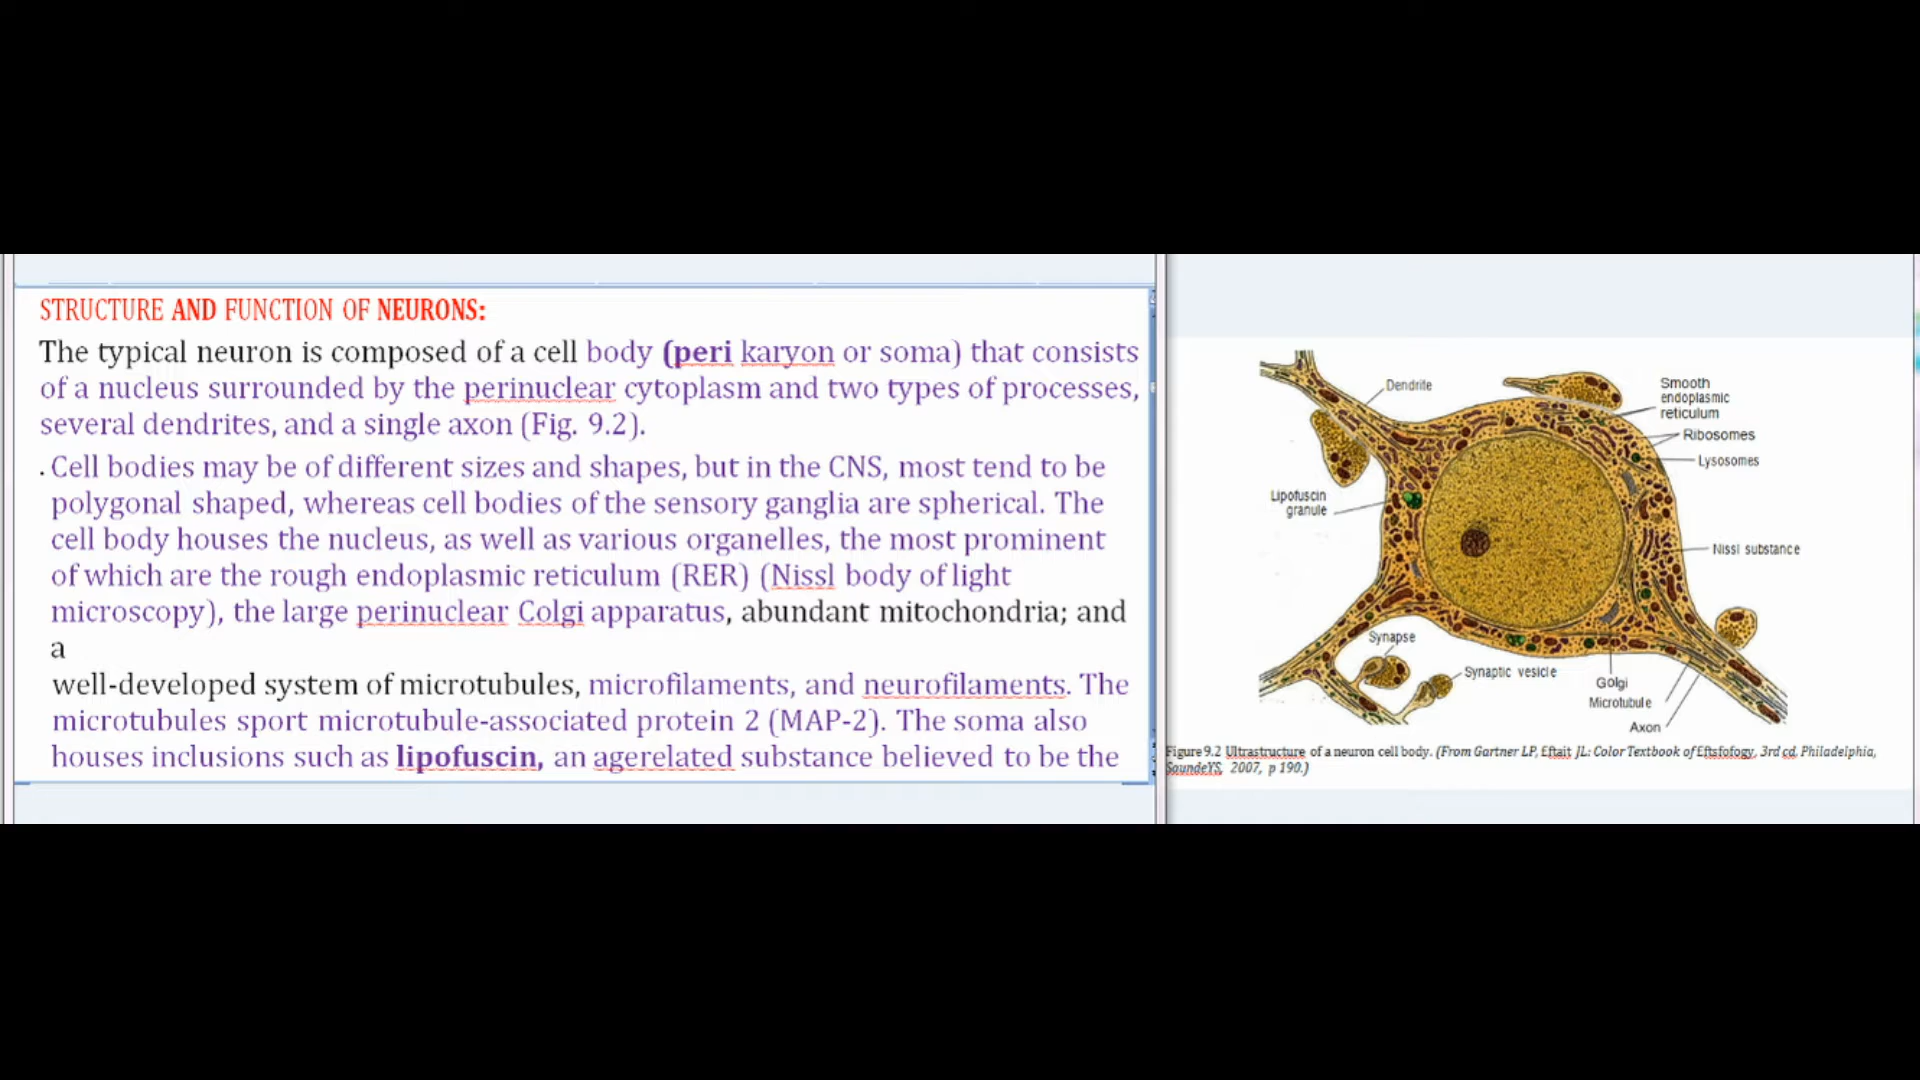 STRUCTURE AND FUNCTION OF NEURONS:
The typical neuron is composed of a cell body (peri karyon or soma) that consists
of a nucleus surrounded by the perinuclear cytoplasm and two types of processes,
several dendrites, and a single axon (Fig. 9.2).
. Cell bodies may be of different sizes and shapes, but in the CNS, most tend to be
polygonal shaped, whereas cell bodies of the sensory ganglia are spherical. The
cell body houses the nucleus, as well as various organelles, the most prominent
of which are the rough endoplasmic reticulum (RER) (Nissl body of light
microscopy), the large perinuclear Colgi apparatus, abundant mitochondria; and
a
well-developed system of microtubules, microfilaments, and neurofilaments. The
microtubules sport microtubule-associated protein 2 (MAP-2). The soma also
houses inclusions such as lipofuscin, an agerelated substance believed to be the
Dendrite
Smooth
endoplasmic
reticulum
Ribosomes
Lysosomes
Lipofuscin
granule
Nissl substance
Synapse
Synaptic vesicle
Golgi
Microtubule
Axon
Figure 9.2 Ultrastructure of a neuron cell body. (From Gartner LP, £ftait JL: Color Textbook of £ftsfofogy, 3rd cd, Philadelphia,
SaundeYS, 2007, p 190.)